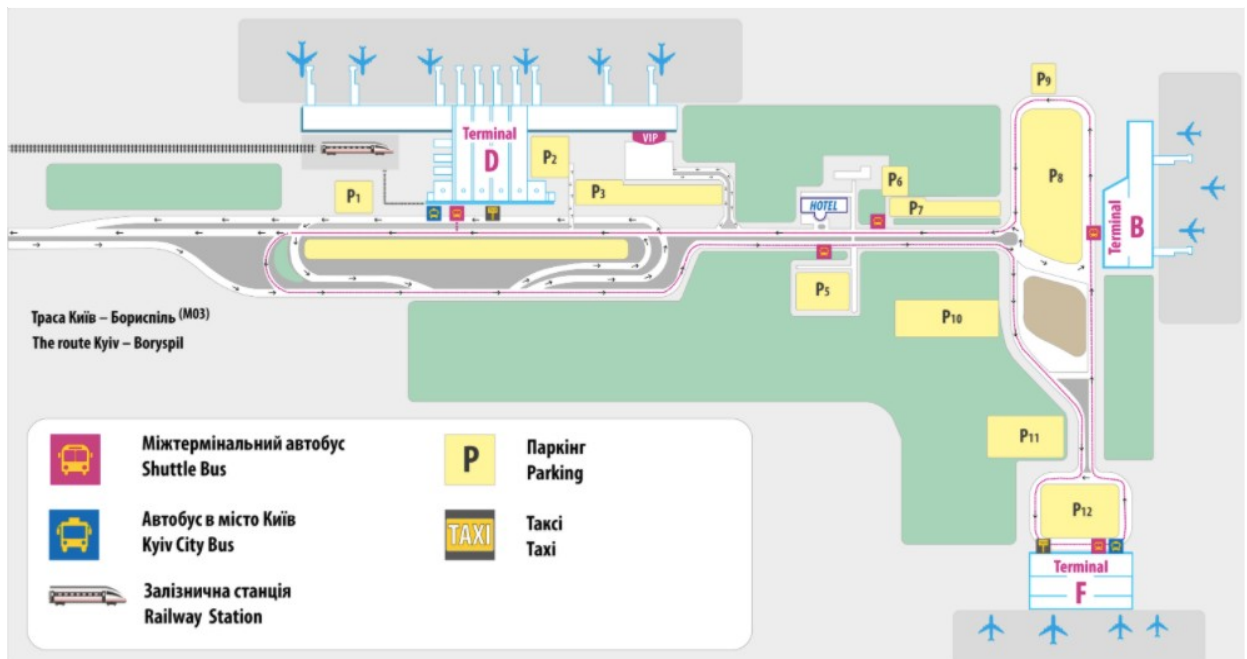 P9
Terminal
D
VIP
P2
P1
P3
P6
P8
HOTEL
P7
Terminal
B
P5
P10
Траса Київ – Бориспіль (М03)
The route Kyiv – Boryspil
P11
P12
Terminal
F
Міжтермінальний автобус
Shuttle Bus
Автобус в місто Київ
Kyiv City Bus
Залізнична станція
Railway Station
P
Паркінг
Parking
TAXI
Таксі
Taxi